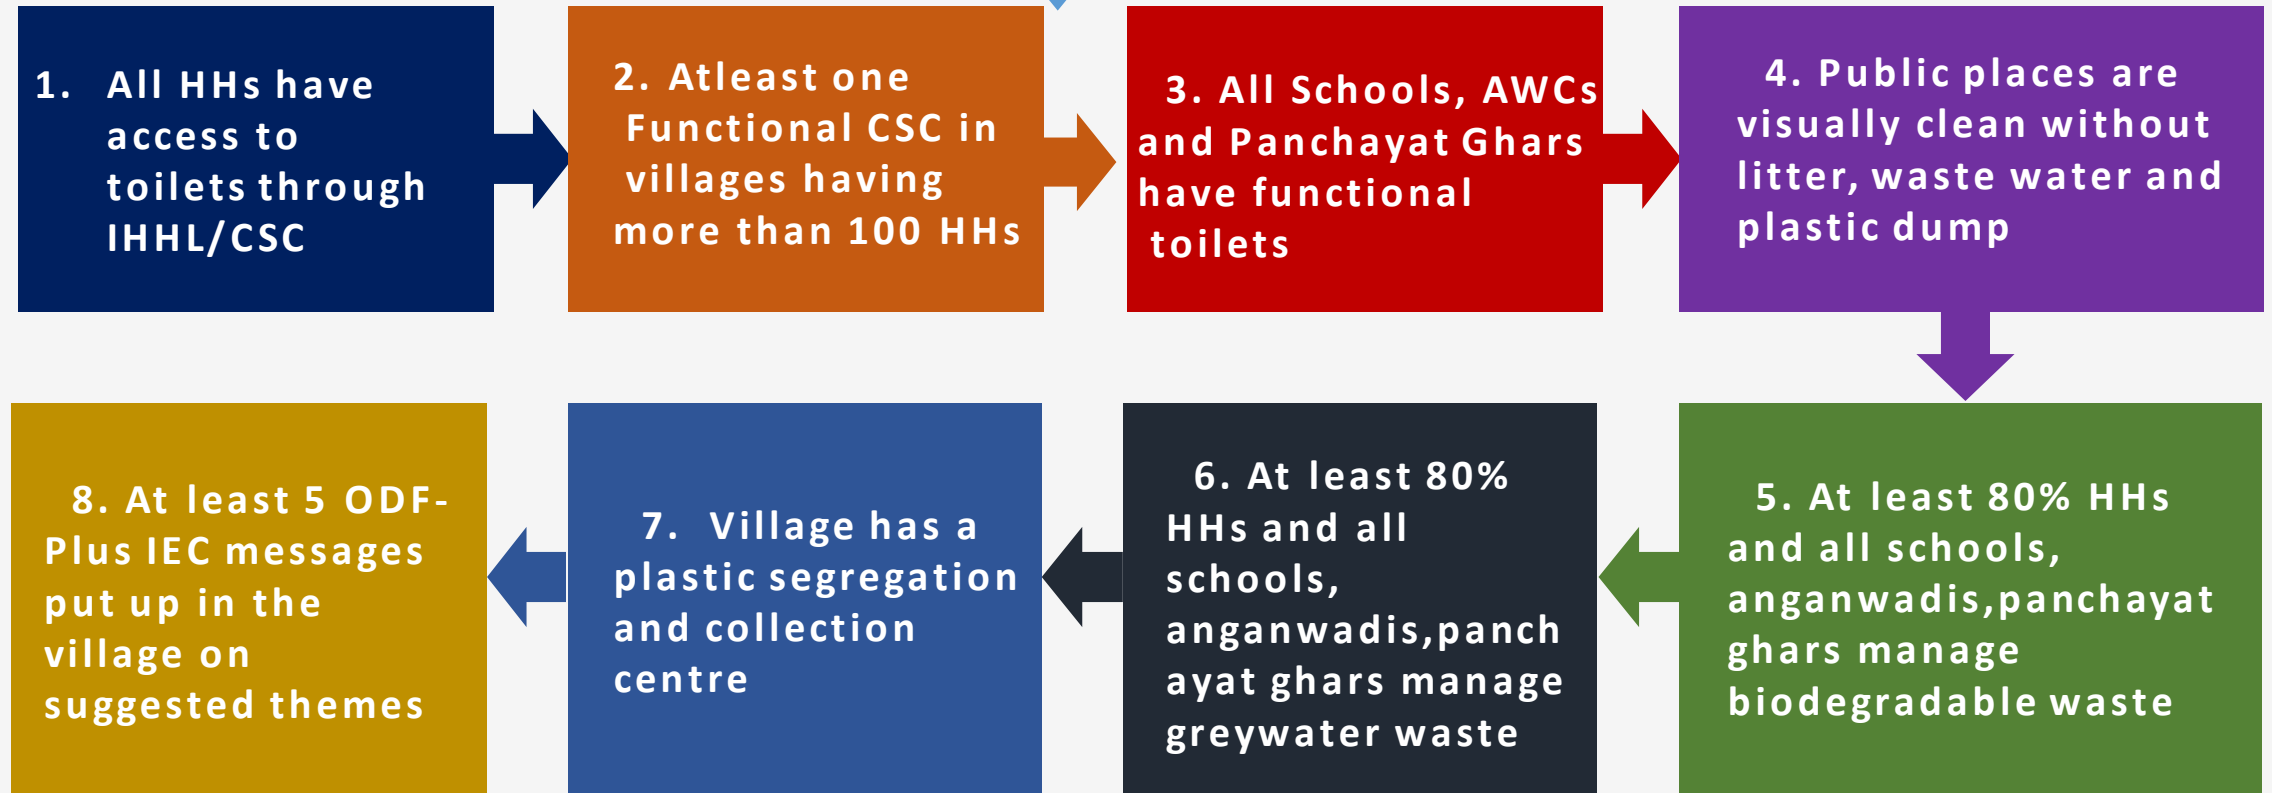 1. All HHs have
access to
toilets through
IHHL/CSC
2. Atleast one
Functional CSC in
villages having
more than 100 HHs
3. All Schools, AWCs
and Panchayat Ghars
have functional
toilets
4. Public places are
visually clean without
litter, waste water and
plastic dump
5. At least 80% HHs
and all schools,
anganwadis,panchayat
ghars manage
biodegradable waste
6. At least 80%
HHs and all
schools,
anganwadis,panch
ayat ghars manage
greywater waste
7. Village has a
plastic segregation
and collection
centre
8. At least 5 ODF-
Plus IEC messages
put up in the
village on
suggested themes